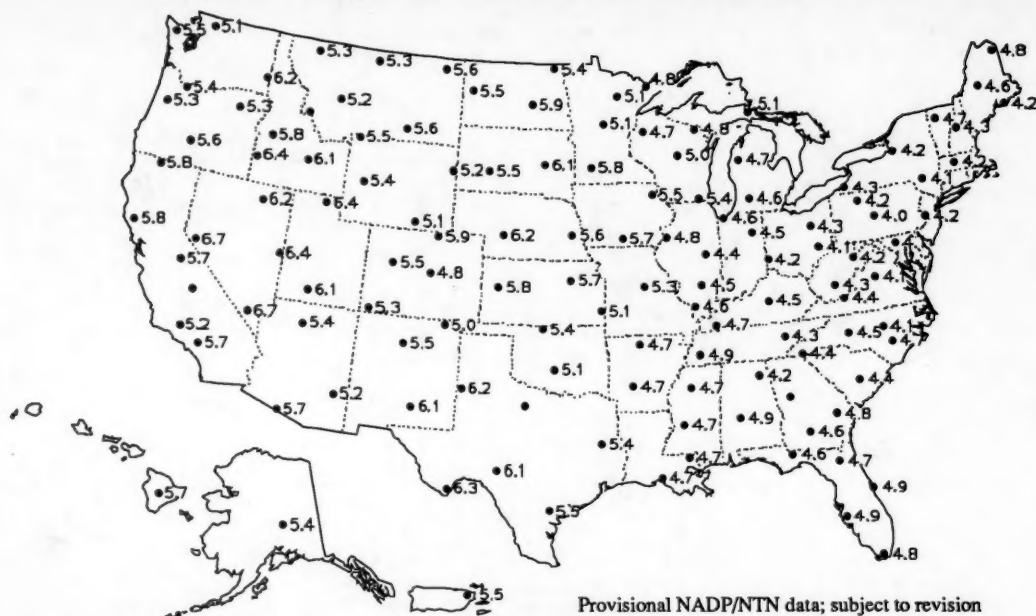 5.5 5.1
5.3 5.3 5.6 5.4 4.8
4.8
5.4 6.2 5.5 5.1 4.6
5.3 5.3 5.2 5.9 5.1 4.2
5.6 5.8 5.5 5.6 5.1 4.7 4.8 4.7 4.3
5.8 6.4 6.1 6.1 5.8 5.0 4.7 4.2 4.2
5.4 5.2 5.5 4.1
6.2 6.4 5.5 5.4 4.6 4.3 4.2
5.8 5.1 4.6 4.0 4.2
6.7 5.9 6.2 5.6 5.7 4.8 4.5 4.3
5.7 6.4 5.5 4.4 4.2 4.1 4.2
4.8 5.7
6.1 5.8 5.3 4.5 4.3
6.7 5.3 5.1 4.6 4.5 4.4
5.2 5.4 5.0 5.4 4.7 4.5 4.1
5.7 5.5 4.7 4.9 4.3 4.4
5.1 4.2 4.4
5.2 6.2 4.7 4.7
5.7 6.1 4.8
4.7 4.9 4.6
5.4 4.7 4.6 4.7
6.1 4.7
6.3 4.9
5.7 5.5 4.9
5.4
4.8
5.5
Provisional NADP/NTN data; subject to revision